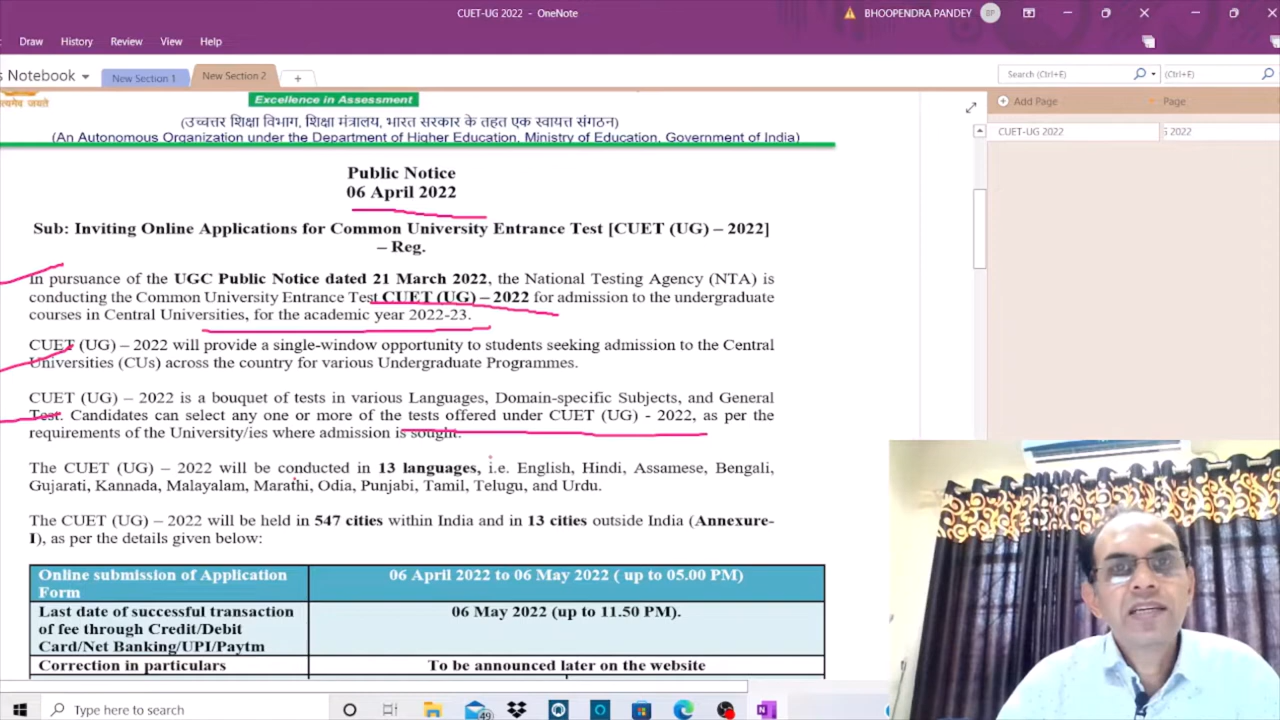 CUET-UG 2022 - OneNote
BHOOPENDRA PANDEY
BF
Draw History Review View Help
s Notebook
New Section 1
New Section 2
+
Search (Ctrl+E)
(Ctrl+E)
Add Page
Page
CUET-UG 2022
2022
सत्यमेव जयते
Excellence in Assessment
(उच्चतर शिक्षा विभाग, शिक्षा मंत्रालय, भारत सरकार के तहत एक स्वायत्त संगठन)
(An Autonomous Organization under the Department of Higher Education, Ministry of Education, Government of India)
Public Notice
06 April 2022
Sub: Inviting Online Applications for Common University Entrance Test [CUET (UG) – 2022]
– Reg.
In pursuance of the UGC Public Notice dated 21 March 2022, the National Testing Agency (NTA) is
conducting the Common University Entrance Test CUET (UG) – 2022 for admission to the undergraduate
courses in Central Universities, for the academic year 2022-23.
CUET (UG) – 2022 will provide a single-window opportunity to students seeking admission to the Central
Universities (CUs) across the country for various Undergraduate Programmes.
CUET (UG) – 2022 is a bouquet of tests in various Languages, Domain-specific Subjects, and General
Test. Candidates can select any one or more of the tests offered under CUET (UG) - 2022, as per the
requirements of the University/ies where admission is sought.
The CUET (UG) – 2022 will be conducted in 13 languages, i.e. English, Hindi, Assamese, Bengali,
Gujarati, Kannada, Malayalam, Marathi, Odia, Punjabi, Tamil, Telugu, and Urdu.
The CUET (UG) – 2022 will be held in 547 cities within India and in 13 cities outside India (Annexure-
I), as per the details given below:
Online submission of Application
Form
06 April 2022 to 06 May 2022 ( up to 05.00 PM)
Last date of successful transaction
of fee through Credit/Debit
Card/Net Banking/UPI/Paytm
06 May 2022 (up to 11.50 PM).
Correction in particulars
To be announced later on the website
Type here to search
49